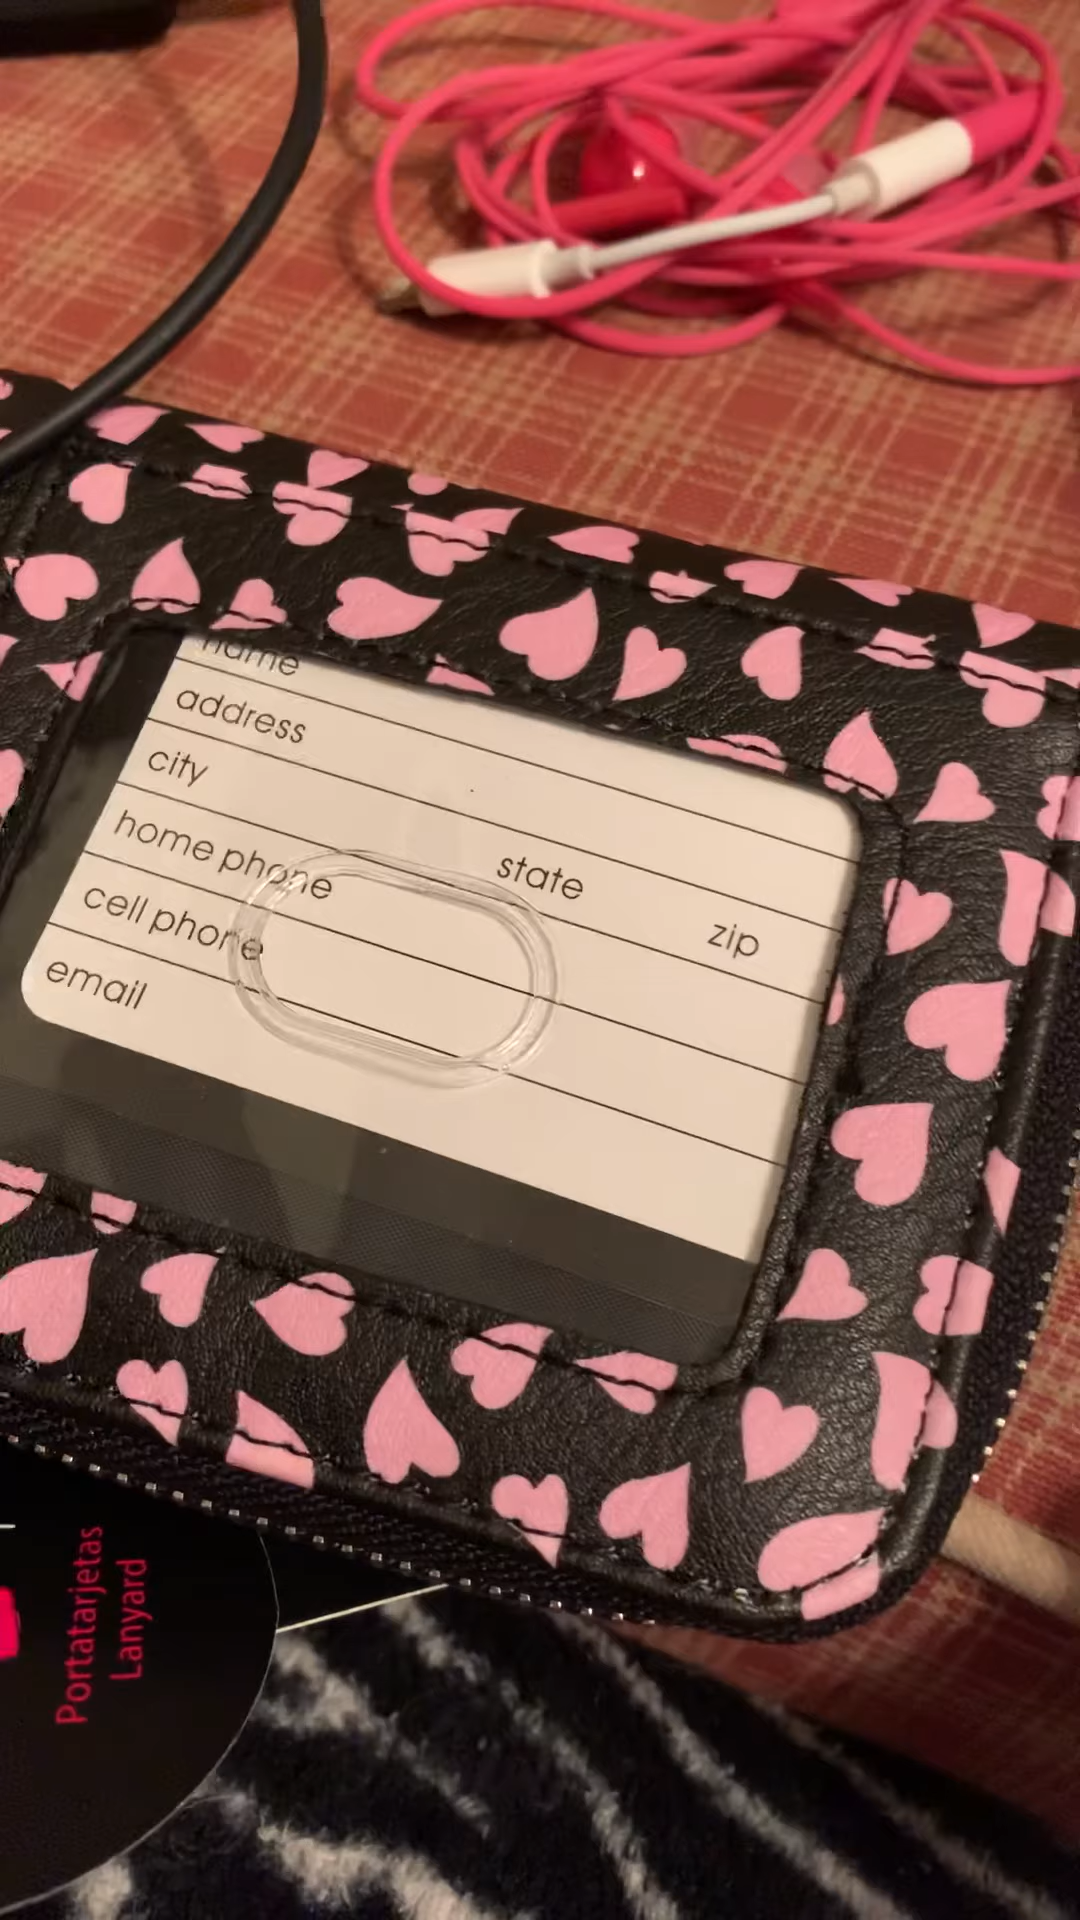 name
address
city
state
zip
home phone
cell phone
email
Portatarjetas
Lanyard